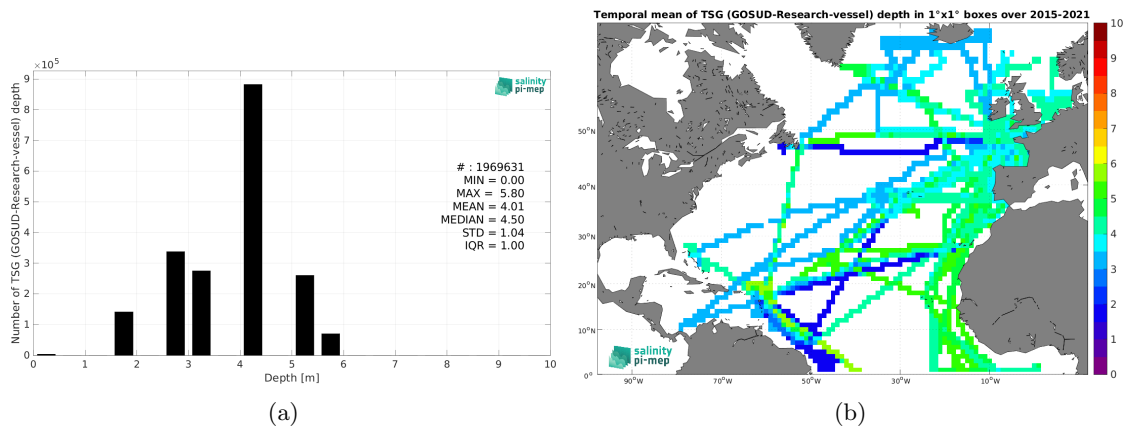 ×10⁵
9
8
7
6
5
4
3
2
1
0
Number of TSG (GOSUD-Research-vessel) depth
salinity
pi-mep
# : 1969631
MIN = 0.00
MAX = 5.80
MEAN = 4.01
MEDIAN = 4.50
STD = 1.04
IQR = 1.00
0 1 2 3 4 5 6 7 8 9 10
Depth [m]
(a)
Temporal mean of TSG (GOSUD-Research-vessel) depth in 1°x1° boxes over 2015-2021
50°N
40°N
30°N
20°N
10°N
0°
90°W 70°W 50°W 30°W 10°W
salinity
pi-mep
10
9
8
7
6
5
4
3
2
1
0
(b)